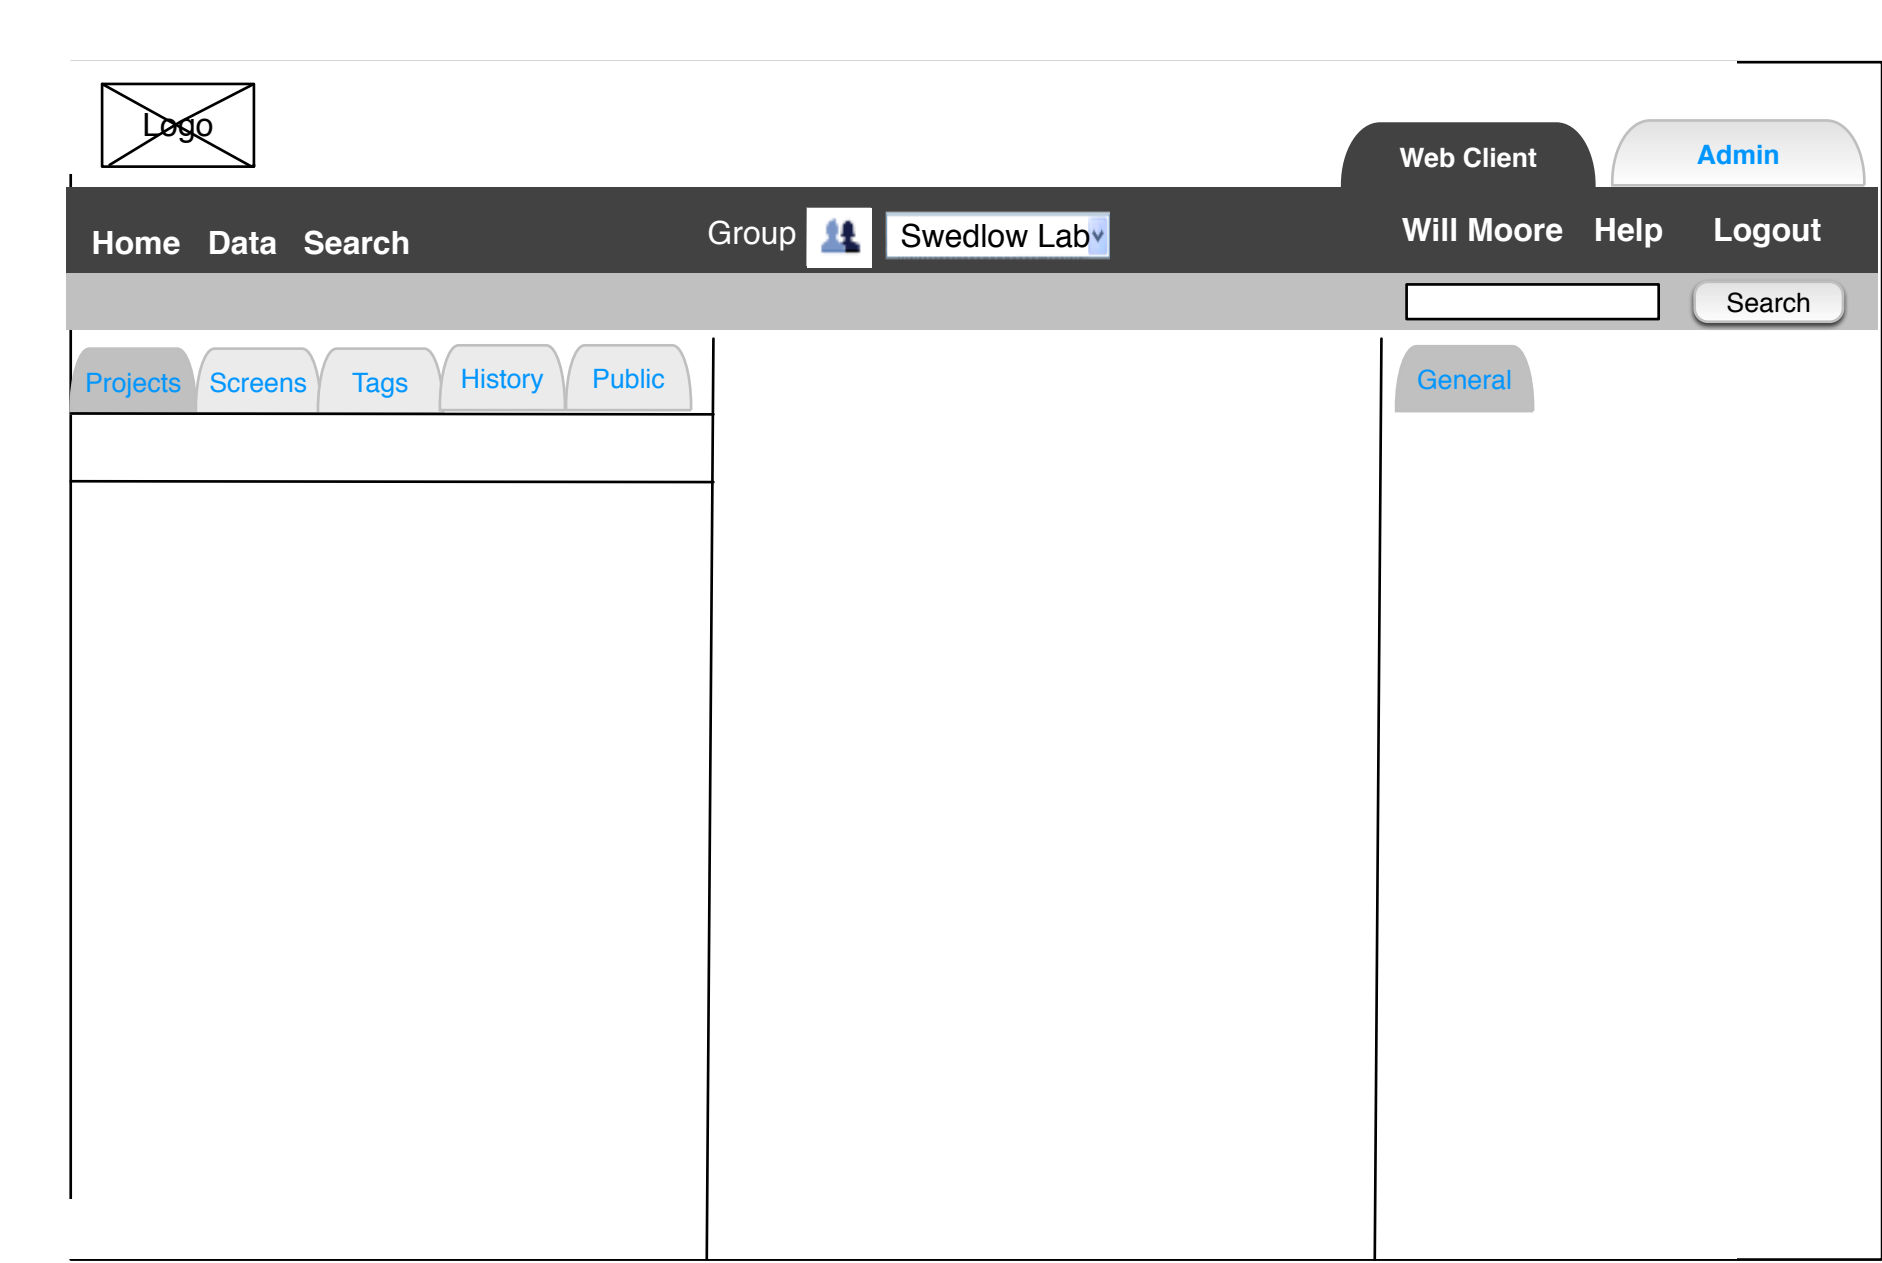 Logo
Web Client
Admin
Home Data Search
Group
Swedlow Lab
Will Moore Help Logout
Search
Projects
Screens
Tags
History
Public
General